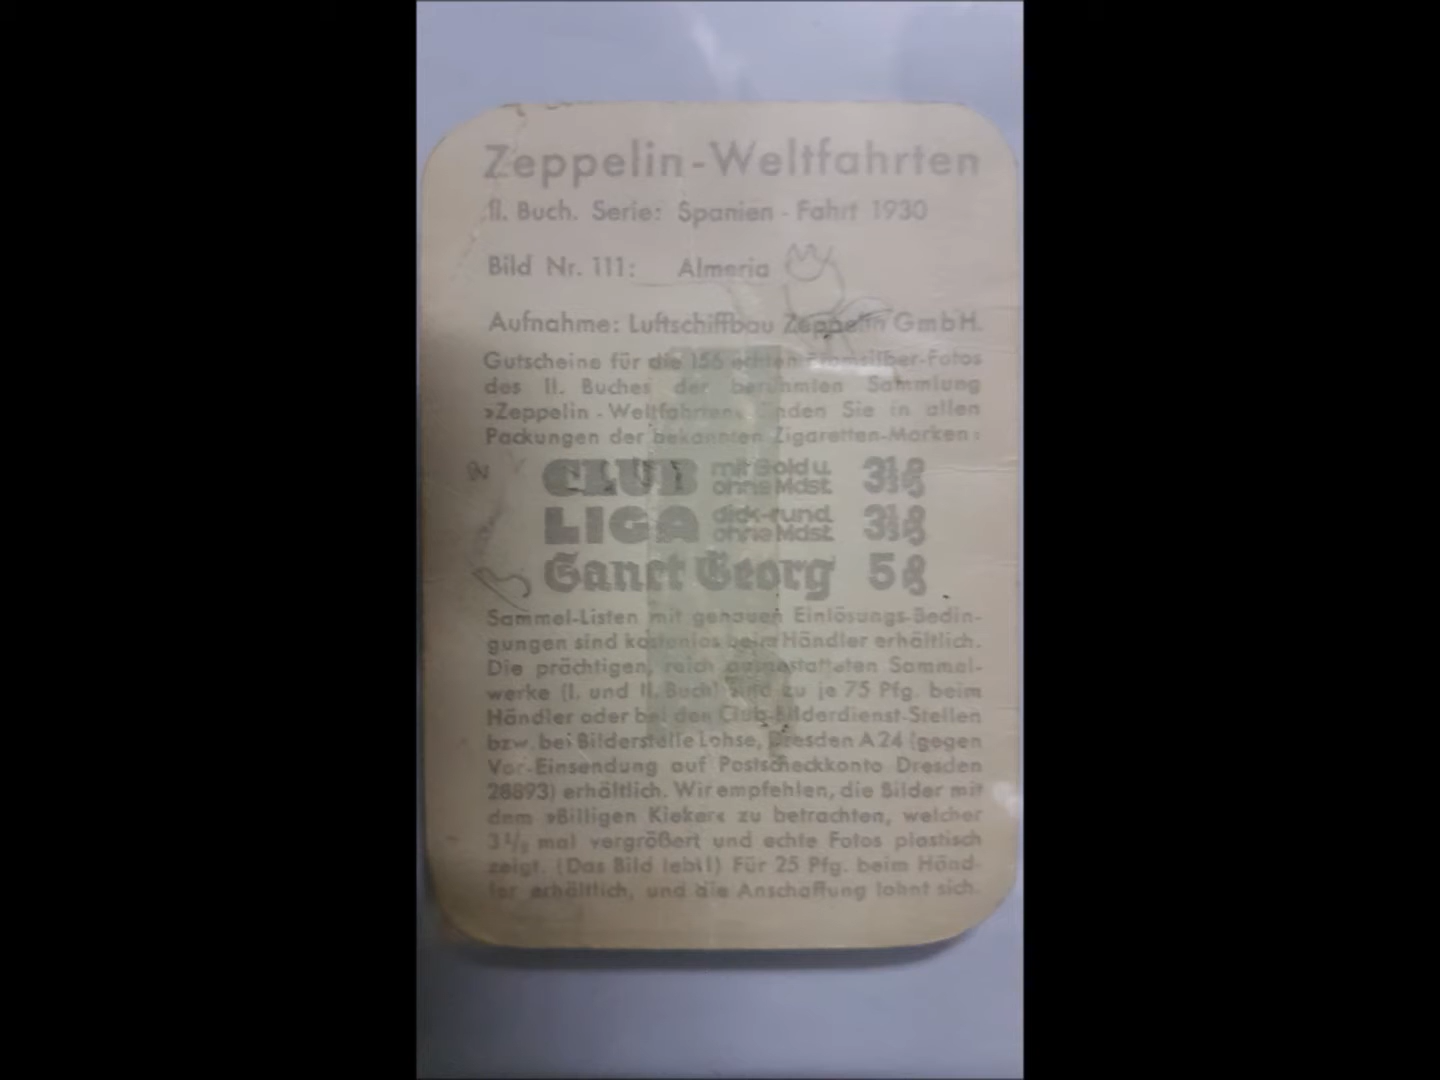 Zeppelin-Weltfahrten
II. Buch. Serie: Spanien - Fahrt 1930
Bild Nr. 111: Almeria
Aufnahme: Luftschiffbau Zeppelin GmbH.
Gutscheine für die 156 echten Bromsilber-Fotos
des II. Buches der berühmten Sammlung
»Zeppelin - Weltfahrten« finden Sie in allen
Packungen der bekannten Zigaretten-Marken:
CLUB mit Gold u. ohne Mdst. 3⅓ ₰
LIGA dick-rund ohne Mdst. 3⅓ ₰
Sanct Georg 5 ₰
Sammel-Listen mit genauen Einlösungs-Bedin-
gungen sind kostenlos beim Händler erhältlich.
Die prächtigen, reich ausgestatteten Sammel-
werke (I. und II. Buch) sind zu je 75 Pfg. beim
Händler oder bei den Club-Bilderdienst-Stellen
bzw. bei Bilderstelle Lohse, Dresden A 24 (gegen
Vor-Einsendung auf Postscheckkonto Dresden
28893) erhältlich. Wir empfehlen, die Bilder mit
dem »Billigen Kieker« zu betrachten, welcher
3 1/2 mal vergrößert und echte Fotos plastisch
zeigt. (Das Bild lebt!) Für 25 Pfg. beim Händ-
ler erhältlich, und die Anschaffung lohnt sich.